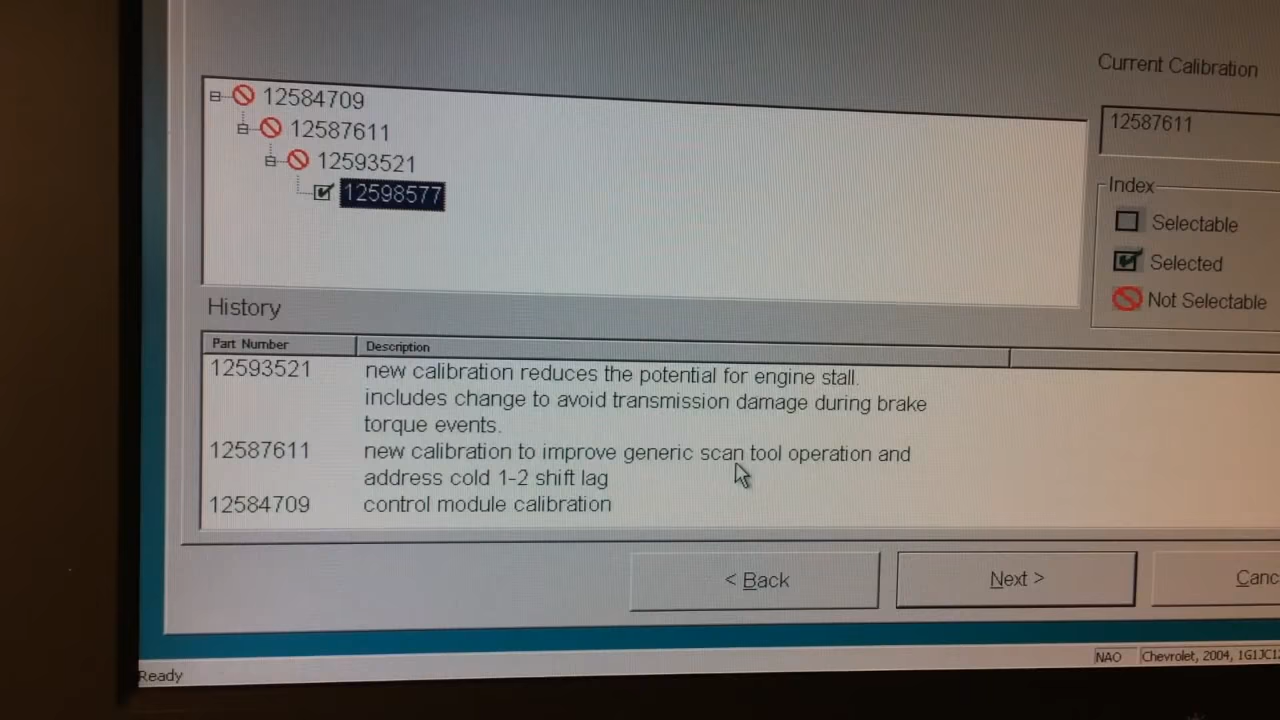 Current Calibration
12584709
12587611
12587611
12593521
12598577
Index
Selectable
Selected
Not Selectable
History
Part Number Description
12593521 new calibration reduces the potential for engine stall.
includes change to avoid transmission damage during brake
torque events.
12587611 new calibration to improve generic scan tool operation and
address cold 1-2 shift lag
12584709 control module calibration
< Back Next > Canc
Ready NAO Chevrolet, 2004, 1G1JC1